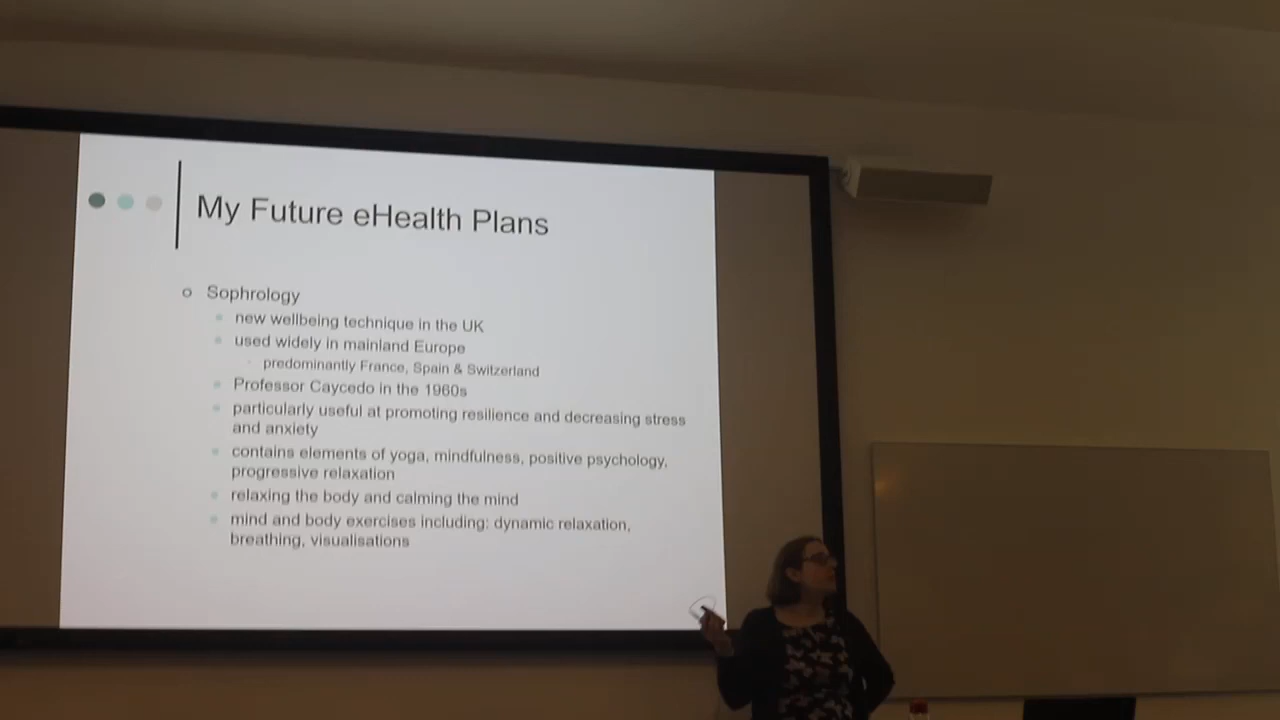 My Future eHealth Plans
Sophrology
new wellbeing technique in the UK
used widely in mainland Europe
predominantly France, Spain & Switzerland
Professor Caycedo in the 1960s
particularly useful at promoting resilience and decreasing stress
and anxiety
contains elements of yoga, mindfulness, positive psychology,
progressive relaxation
relaxing the body and calming the mind
mind and body exercises including: dynamic relaxation,
breathing, visualisations